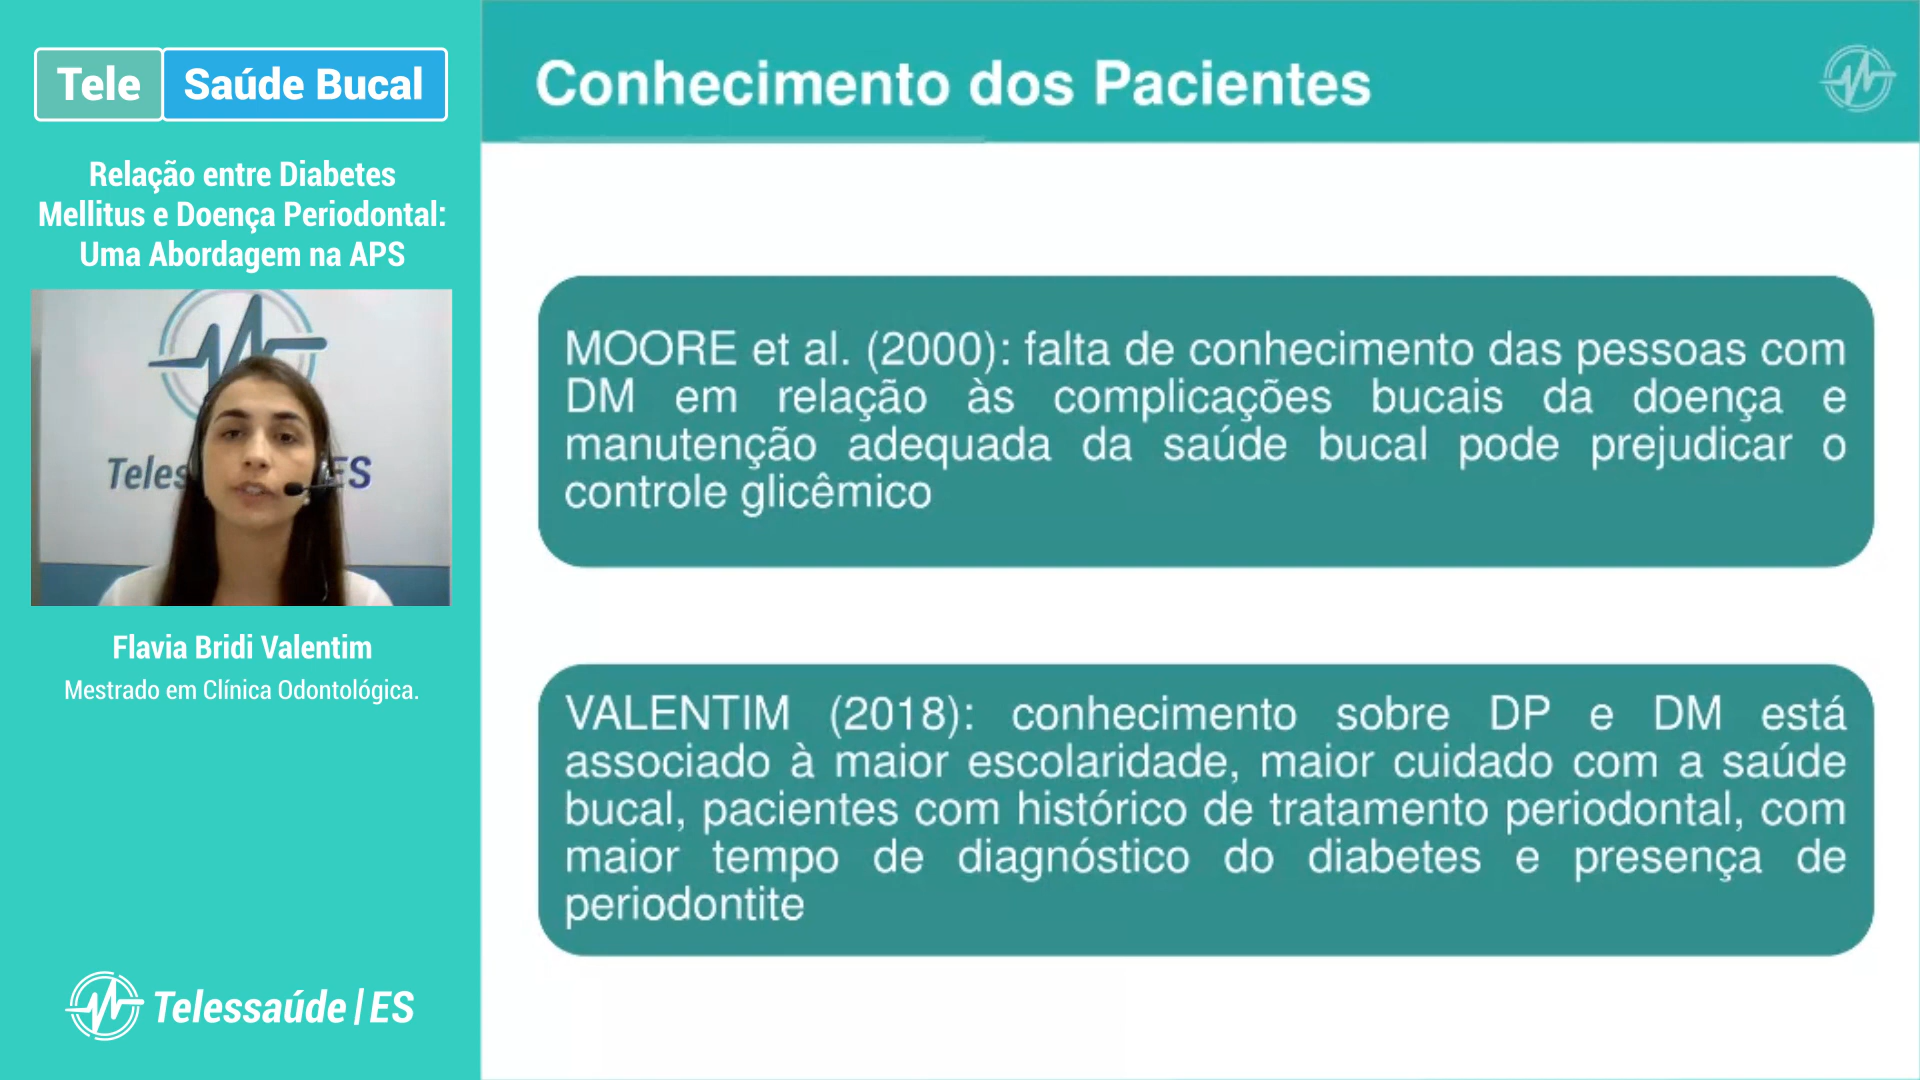 Tele Saúde Bucal
Relação entre Diabetes
Mellitus e Doença Periodontal:
Uma Abordagem na APS
Teles ES
Flavia Bridi Valentim
Mestrado em Clínica Odontológica.
Telessaúde|ES
Conhecimento dos Pacientes
MOORE et al. (2000): falta de conhecimento das pessoas com
DM em relação às complicações bucais da doença e
manutenção adequada da saúde bucal pode prejudicar o
controle glicêmico
VALENTIM (2018): conhecimento sobre DP e DM está
associado à maior escolaridade, maior cuidado com a saúde
bucal, pacientes com histórico de tratamento periodontal, com
maior tempo de diagnóstico do diabetes e presença de
periodontite